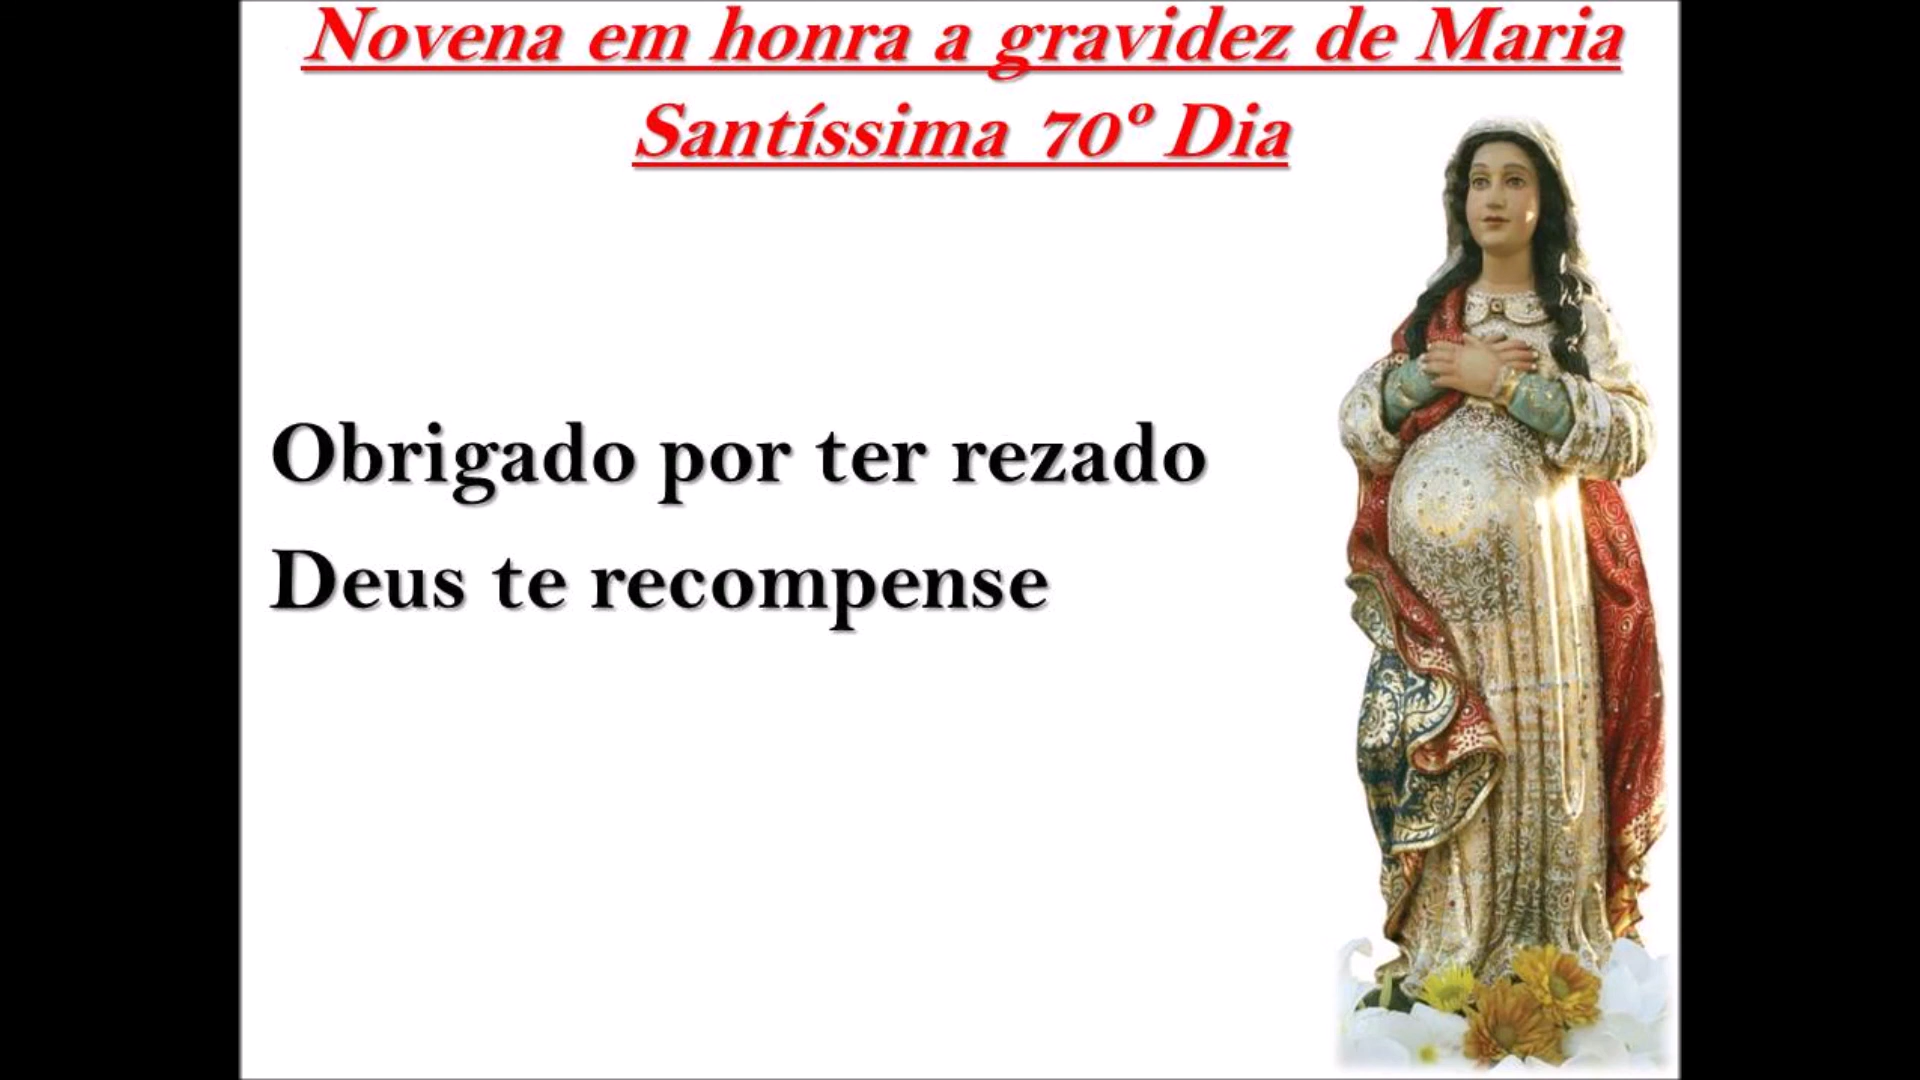 Novena em honra a gravidez de Maria
Santíssima 70º Dia
Obrigado por ter rezado
Deus te recompense